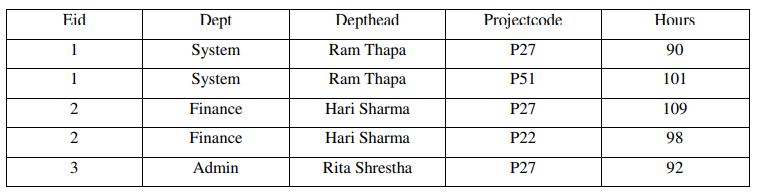 Eid Dept Depthead Projectcode Hours
1 System Ram Thapa P27 90
1 System Ram Thapa P51 101
2 Finance Hari Sharma P27 109
2 Finance Hari Sharma P22 98
3 Admin Rita Shrestha P27 92